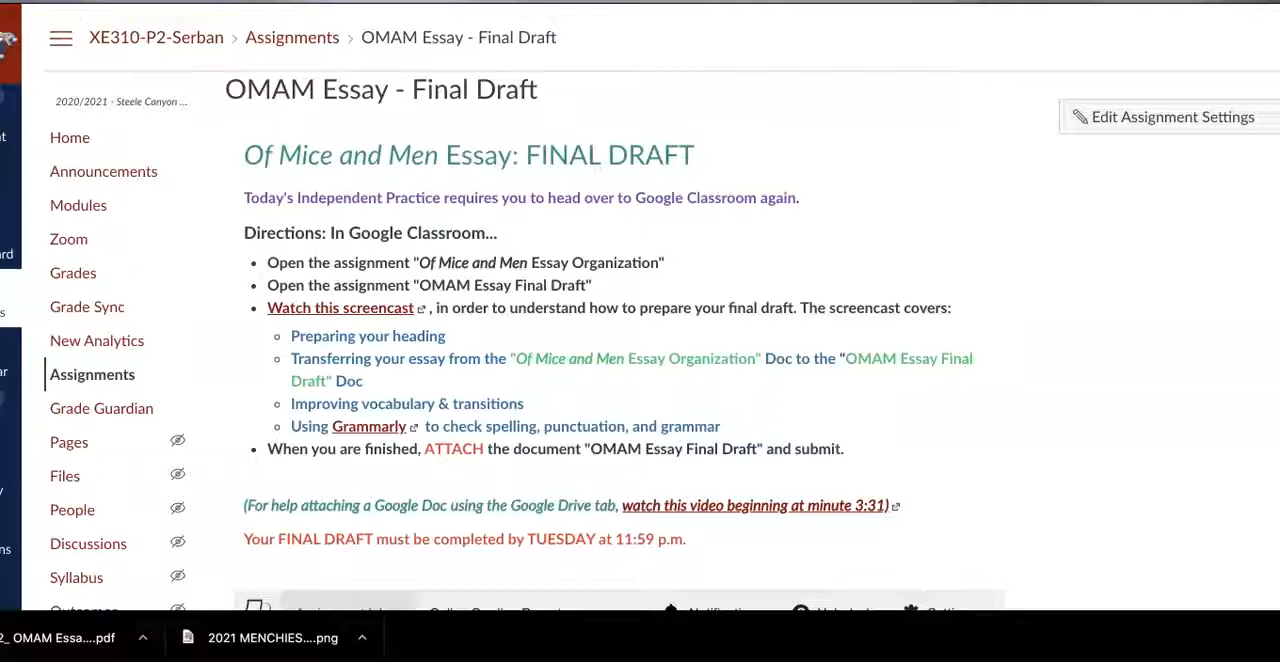 XE310-P2-Serban › Assignments › OMAM Essay - Final Draft
2020/2021 - Steele Canyon ...
OMAM Essay - Final Draft
Edit Assignment Settings
Home
Announcements
Modules
Zoom
Grades
Grade Sync
New Analytics
Assignments
Grade Guardian
Pages
Files
People
Discussions
Syllabus
Of Mice and Men Essay: FINAL DRAFT
Today's Independent Practice requires you to head over to Google Classroom again.
Directions: In Google Classroom...
• Open the assignment "Of Mice and Men Essay Organization"
• Open the assignment "OMAM Essay Final Draft"
• Watch this screencast , in order to understand how to prepare your final draft. The screencast covers:
◦ Preparing your heading
◦ Transferring your essay from the "Of Mice and Men Essay Organization" Doc to the "OMAM Essay Final
Draft" Doc
◦ Improving vocabulary & transitions
◦ Using Grammarly to check spelling, punctuation, and grammar
• When you are finished, ATTACH the document "OMAM Essay Final Draft" and submit.
(For help attaching a Google Doc using the Google Drive tab, watch this video beginning at minute 3:31)
Your FINAL DRAFT must be completed by TUESDAY at 11:59 p.m.
2_ OMAM Essa....pdf
2021 MENCHIES....png